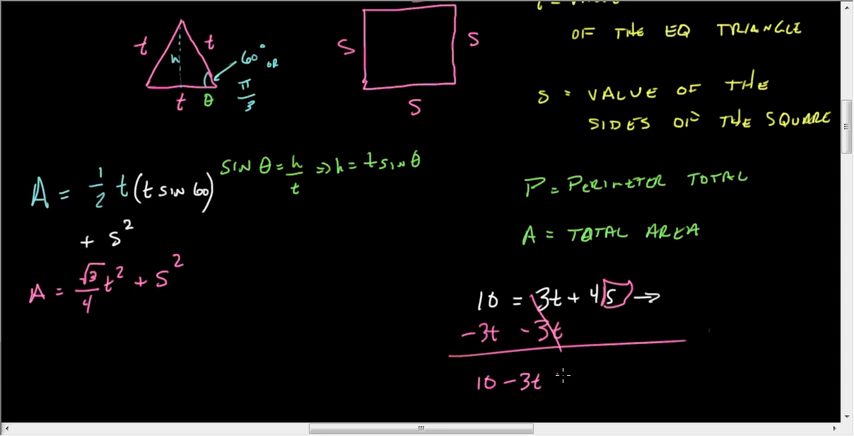 t t h 60° OR
π/3
t θ
S S
S
OF THE EQ TRIANGLE
S = VALUE OF THE
SIDES OF THE SQUARE
P = PERIMETER TOTAL
A = TOTAL AREA
A = 1/2 t (t sin 60)
+ s²
SIN θ = h/t ⇒ h = t SIN θ
A = √3/4 t² + s²
10 = 3t + 4s →
-3t -3t
10 - 3t